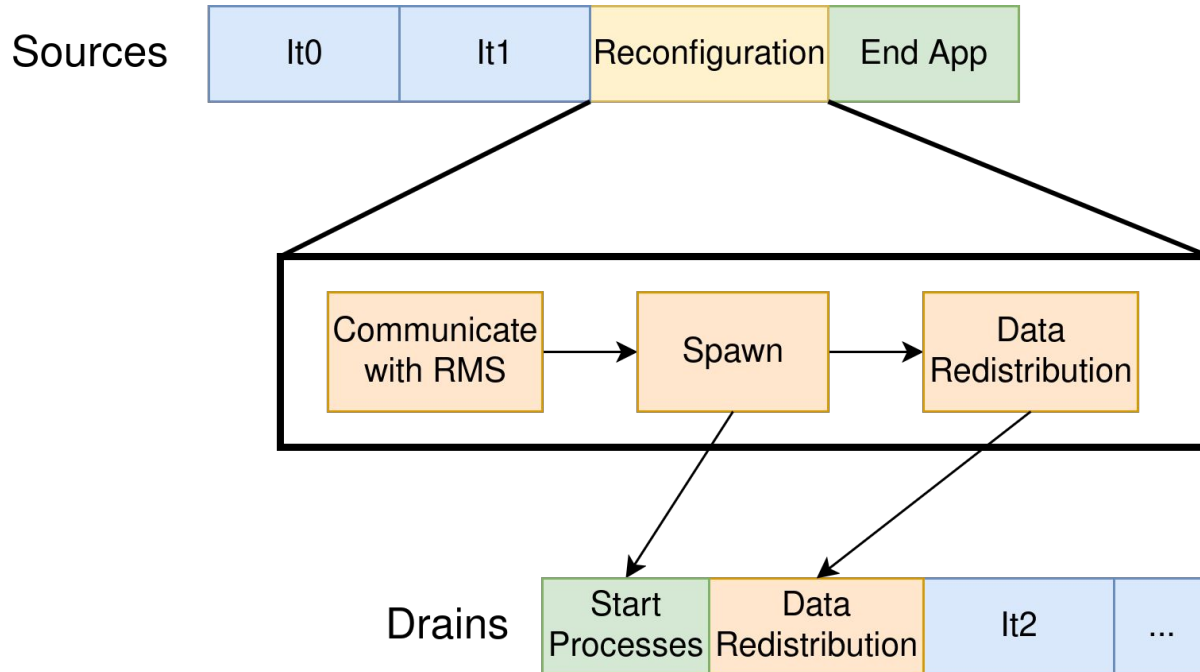 Sources
It0
It1
Reconfiguration
End App
Communicate
with RMS
Spawn
Data
Redistribution
Drains
Start
Processes
Data
Redistribution
It2
...